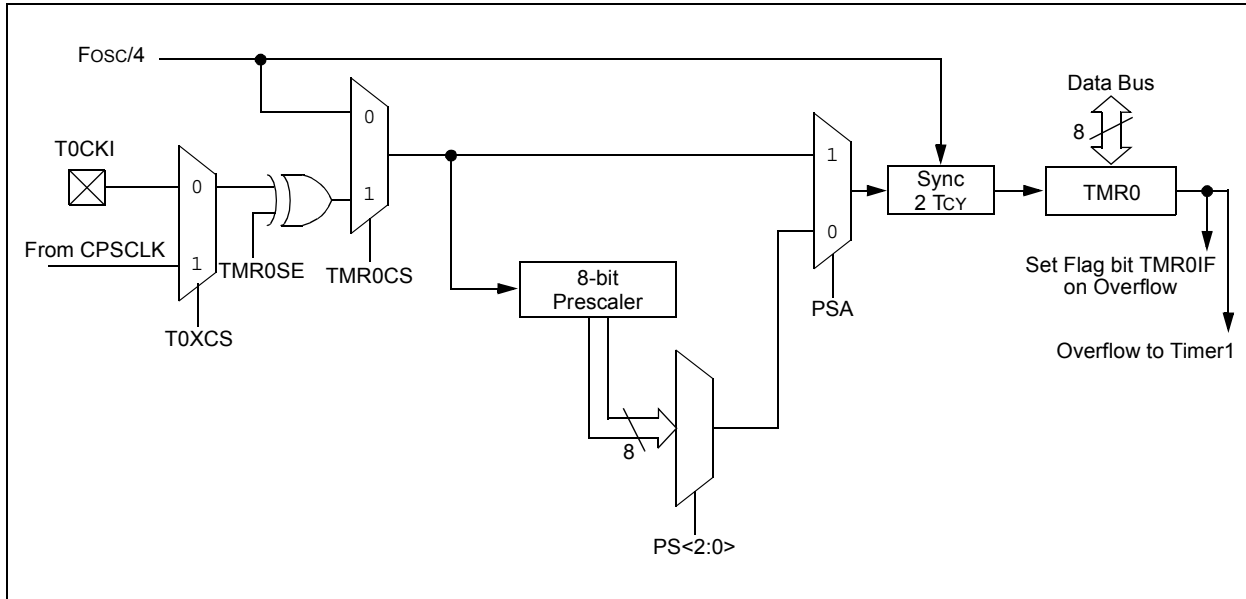 FOSC/4
Data Bus
8
T0CKI
0
1
0
1
0
1
Sync
2 TCY
TMR0
From CPSCLK
TMR0SE
TMR0CS
T0XCS
8-bit
Prescaler
PSA
Set Flag bit TMR0IF
on Overflow
Overflow to Timer1
8
PS<2:0>